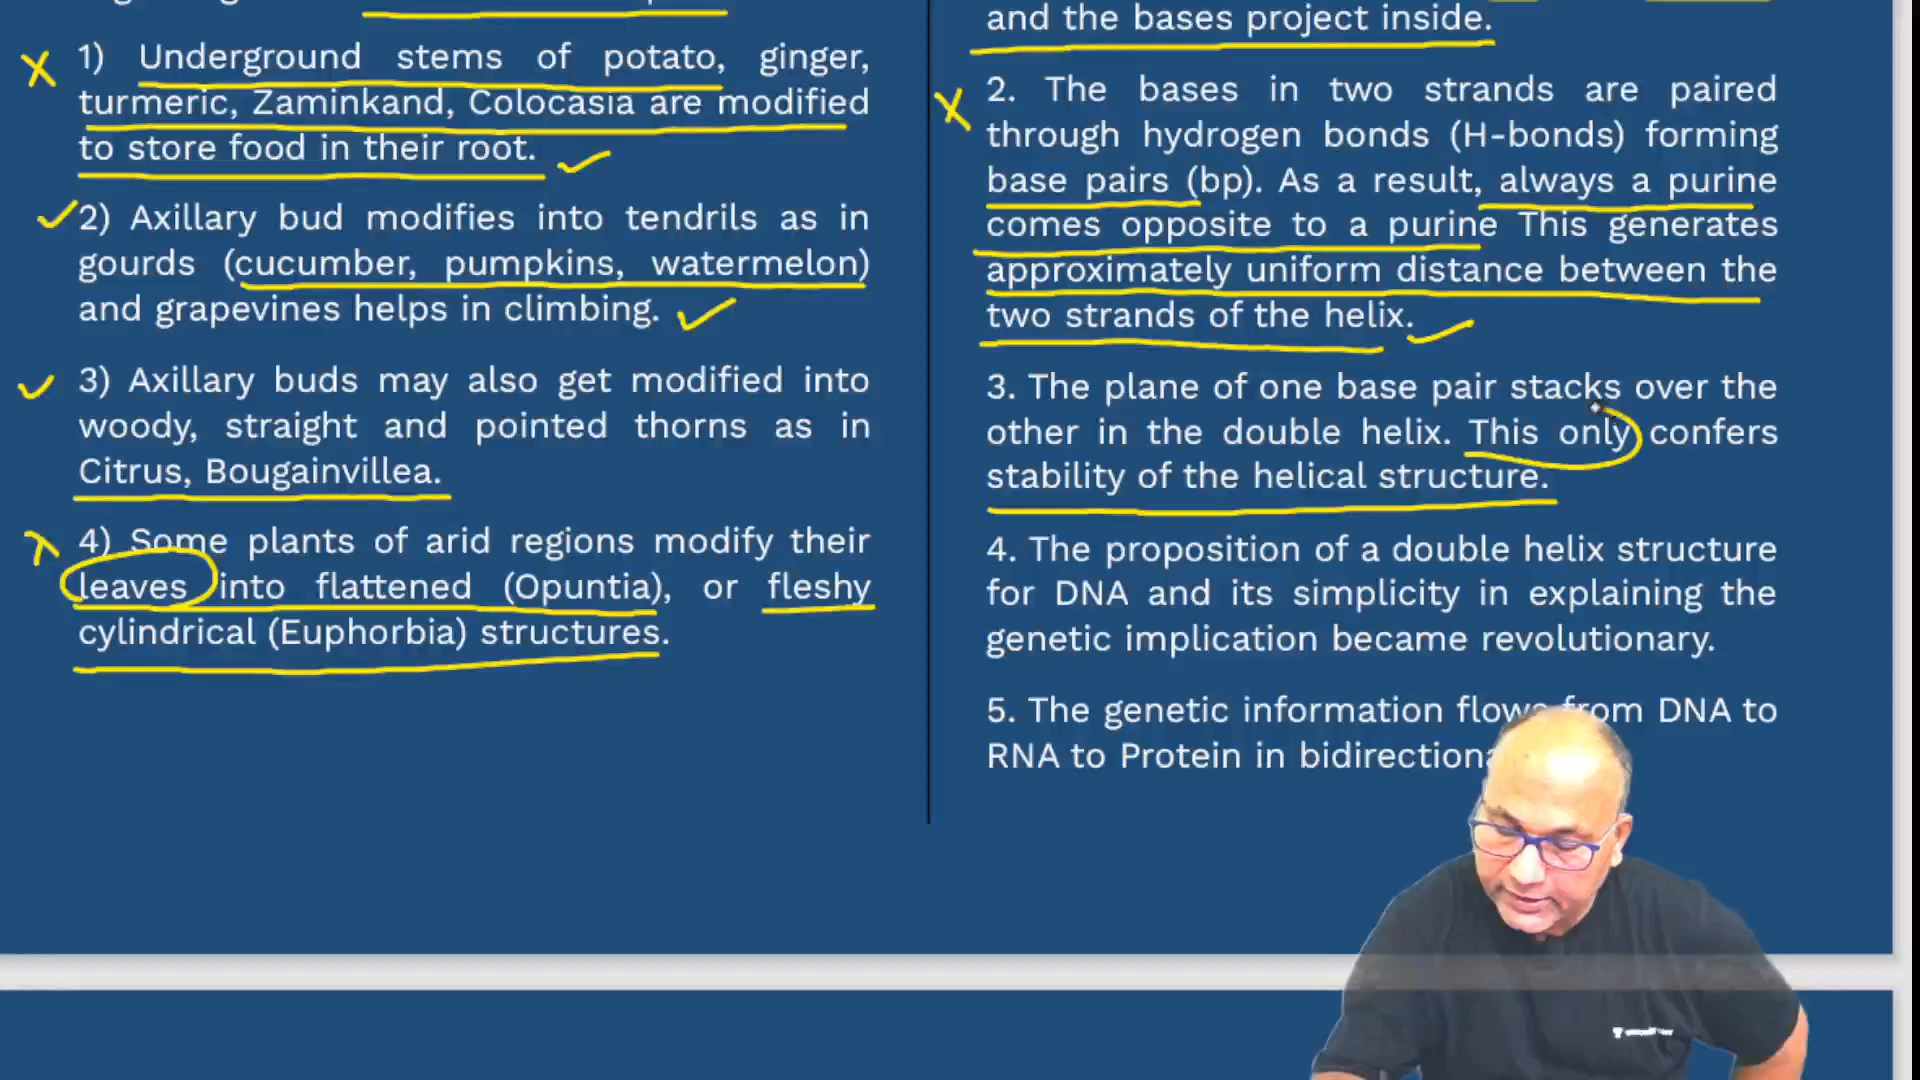 1) Underground stems of potato, ginger,
turmeric, Zaminkand, Colocasia are modified
to store food in their root.
2) Axillary bud modifies into tendrils as in
gourds (cucumber, pumpkins, watermelon)
and grapevines helps in climbing.
3) Axillary buds may also get modified into
woody, straight and pointed thorns as in
Citrus, Bougainvillea.
4) Some plants of arid regions modify their
leaves into flattened (Opuntia), or fleshy
cylindrical (Euphorbia) structures.
and the bases project inside.
2. The bases in two strands are paired
through hydrogen bonds (H-bonds) forming
base pairs (bp). As a result, always a purine
comes opposite to a purine This generates
approximately uniform distance between the
two strands of the helix.
3. The plane of one base pair stacks over the
other in the double helix. This only confers
stability of the helical structure.
4. The proposition of a double helix structure
for DNA and its simplicity in explaining the
genetic implication became revolutionary.
5. The genetic information flows from DNA to
RNA to Protein in